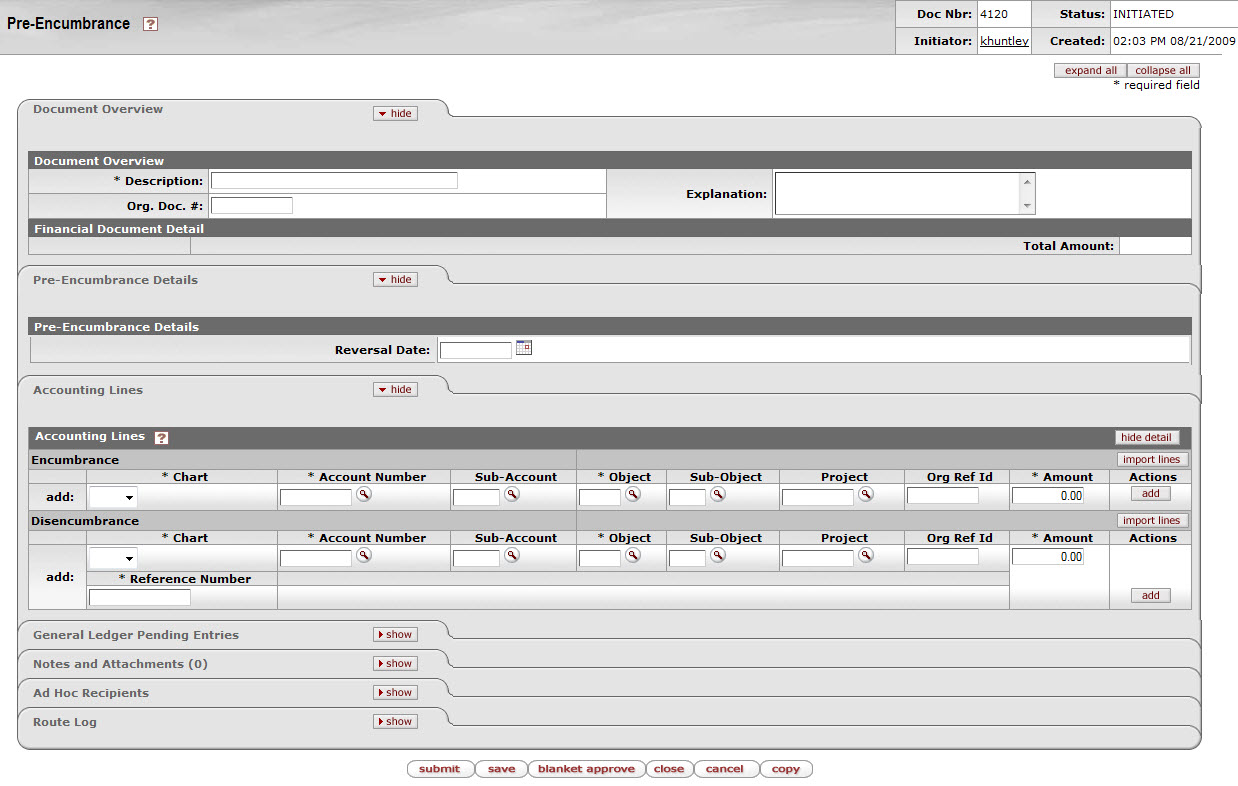 Pre-Encumbrance ?
Doc Nbr: 4120 Status: INITIATED
Initiator: khuntley Created: 02:03 PM 08/21/2009
expand all collapse all
* required field
Document Overview hide
Document Overview
* Description: Explanation:
Org. Doc. #:
Financial Document Detail
Total Amount:
Pre-Encumbrance Details hide
Pre-Encumbrance Details
Reversal Date:
Accounting Lines hide
Accounting Lines ? hide detail
Encumbrance import lines
* Chart * Account Number Sub-Account * Object Sub-Object Project Org Ref Id * Amount Actions
add: 0.00 add
Disencumbrance import lines
* Chart * Account Number Sub-Account * Object Sub-Object Project Org Ref Id * Amount Actions
0.00
add: * Reference Number
add
General Ledger Pending Entries show
Notes and Attachments (0) show
Ad Hoc Recipients show
Route Log show
submit save blanket approve close cancel copy